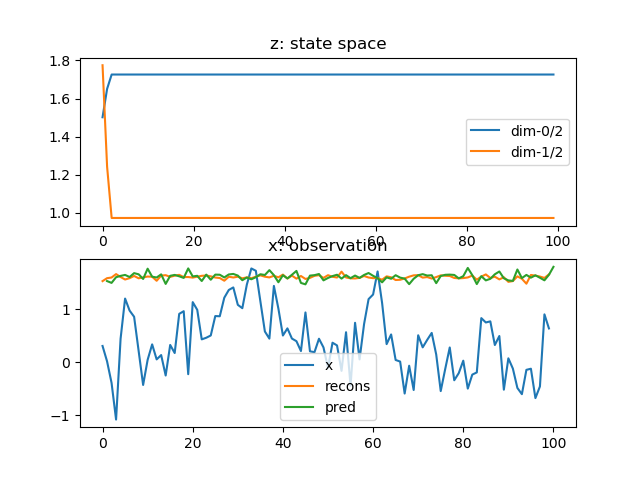 z: state space
1.8
1.6
1.4
1.2
1.0
dim-0/2
dim-1/2
0 20 40 60 80 100
x: observation
1
0
−1
x
recons
pred
0 20 40 60 80 100